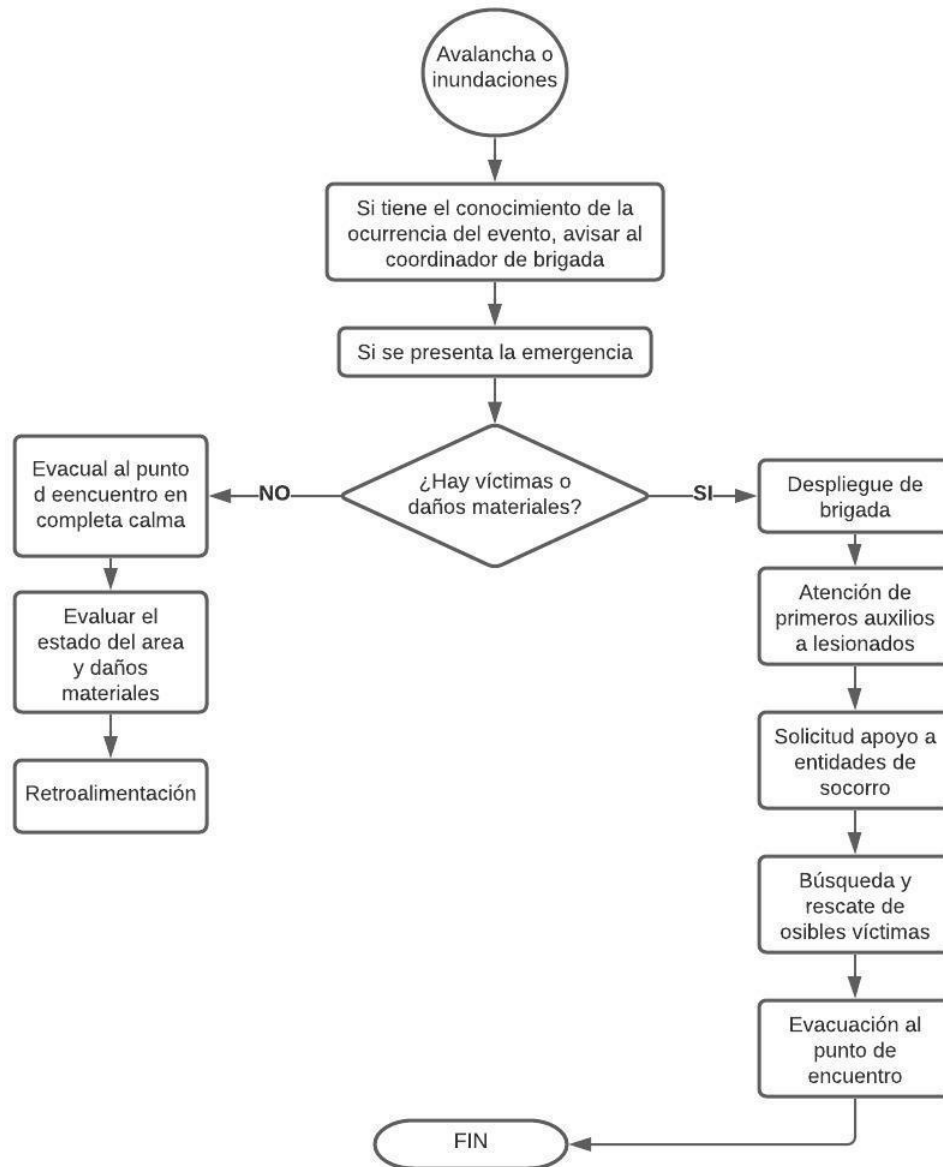 Avalancha o
inundaciones
Si tiene el conocimiento de la
ocurrencia del evento, avisar al
coordinador de brigada
Si se presenta la emergencia
¿Hay víctimas o
daños materiales?
NO
SI
Evacual al punto
d eencuentro en
completa calma
Evaluar el
estado del area
y daños
materiales
Retroalimentación
Despliegue de
brigada
Atención de
primeros auxilios
a lesionados
Solicitud apoyo a
entidades de
socorro
Búsqueda y
rescate de
osibles víctimas
Evacuación al
punto de
encuentro
FIN